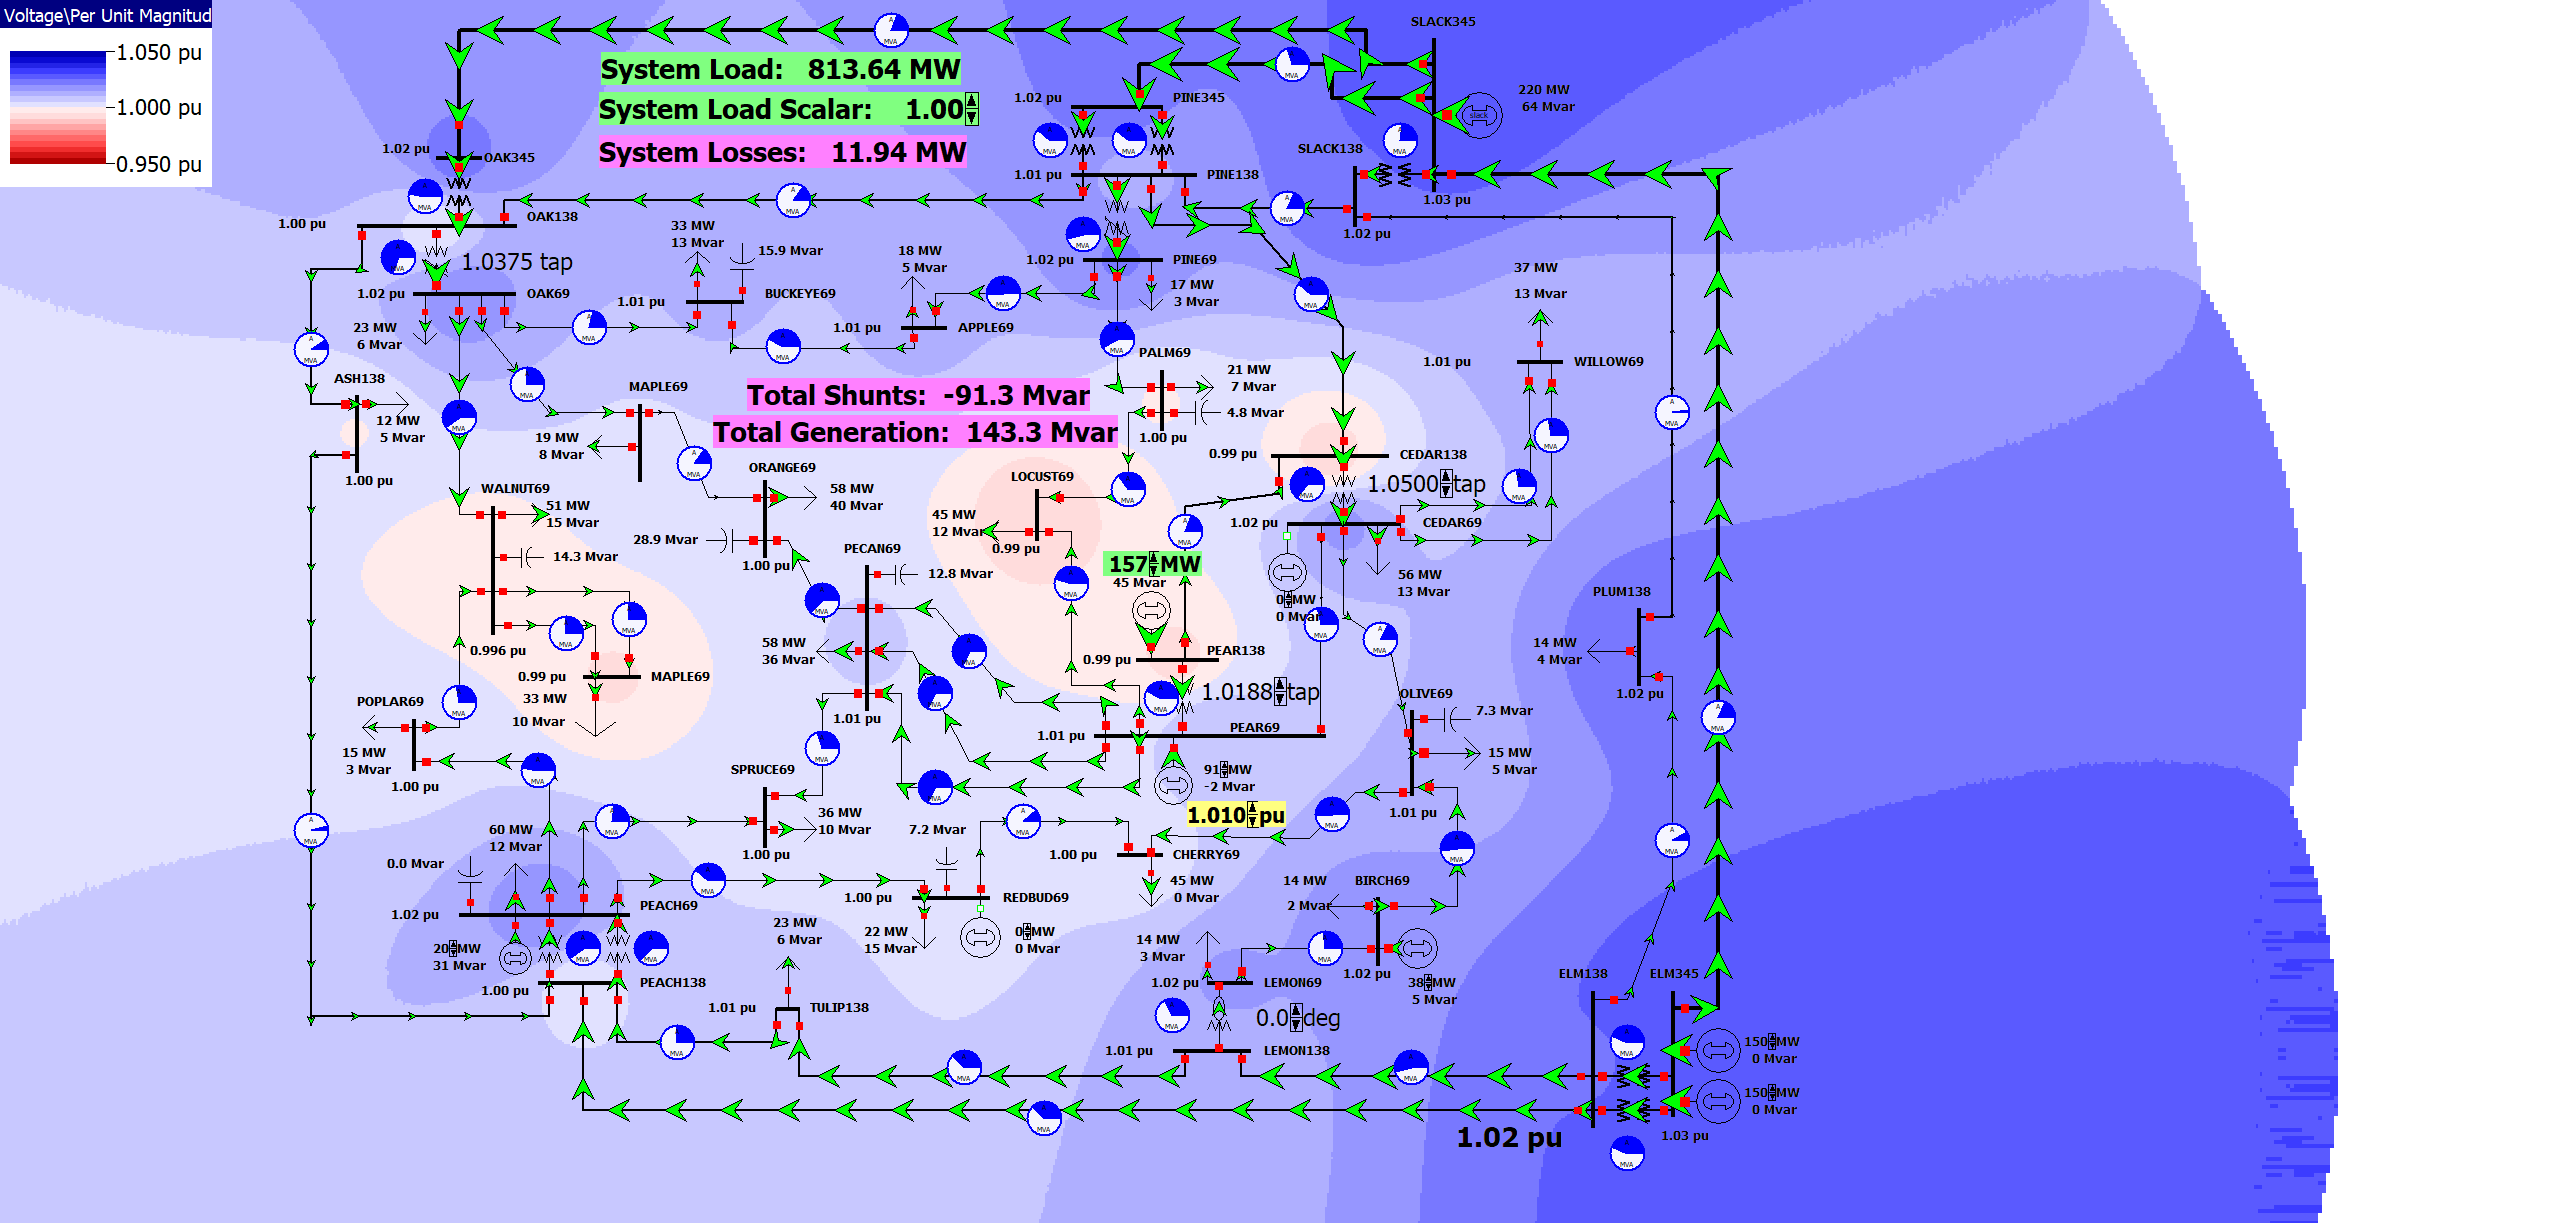 Voltage\Per Unit Magnitud
1.050 pu
1.000 pu
0.950 pu
System Load: 813.64 MW
System Load Scalar: 1.00
System Losses: 11.94 MW
SLACK345
220 MW
64 Mvar
slack
1.02 pu
PINE345
1.02 pu
OAK345
SLACK138
1.01 pu
PINE138
1.03 pu
1.00 pu
OAK138
1.02 pu
33 MW
13 Mvar
15.9 Mvar
18 MW
5 Mvar
1.02 pu
PINE69
1.0375 tap
1.02 pu
OAK69
1.01 pu
BUCKEYE69
17 MW
3 Mvar
37 MW
13 Mvar
23 MW
6 Mvar
1.01 pu
APPLE69
PALM69
21 MW
7 Mvar
4.8 Mvar
1.00 pu
1.01 pu
WILLOW69
ASH138
12 MW
5 Mvar
1.00 pu
MAPLE69
19 MW
8 Mvar
Total Shunts: -91.3 Mvar
Total Generation: 143.3 Mvar
0.99 pu
CEDAR138
1.0500 tap
ORANGE69
58 MW
40 Mvar
28.9 Mvar
1.00 pu
LOCUST69
45 MW
12 Mvar
0.99 pu
WALNUT69
51 MW
15 Mvar
14.3 Mvar
0.996 pu
1.02 pu
CEDAR69
56 MW
13 Mvar
0 MW
0 Mvar
PECAN69
12.8 Mvar
58 MW
36 Mvar
1.01 pu
157 MW
45 Mvar
0.99 pu
PEAR138
1.0188 tap
PLUM138
14 MW
4 Mvar
1.02 pu
0.99 pu
MAPLE69
33 MW
10 Mvar
POPLAR69
15 MW
3 Mvar
1.00 pu
1.01 pu
PEAR69
91 MW
-2 Mvar
1.010 pu
OLIVE69
7.3 Mvar
15 MW
5 Mvar
1.01 pu
SPRUCE69
36 MW
10 Mvar
1.00 pu
7.2 Mvar
1.00 pu
CHERRY69
45 MW
0 Mvar
60 MW
12 Mvar
0.0 Mvar
1.02 pu
PEACH69
20 MW
31 Mvar
1.00 pu
REDBUD69
22 MW
15 Mvar
0 MW
0 Mvar
14 MW
2 Mvar
BIRCH69
1.02 pu
38 MW
5 Mvar
23 MW
6 Mvar
14 MW
3 Mvar
1.02 pu
LEMON69
0.0 deg
1.00 pu
PEACH138
1.01 pu
TULIP138
1.01 pu
LEMON138
ELM138
ELM345
150 MW
0 Mvar
150 MW
0 Mvar
1.02 pu
1.03 pu